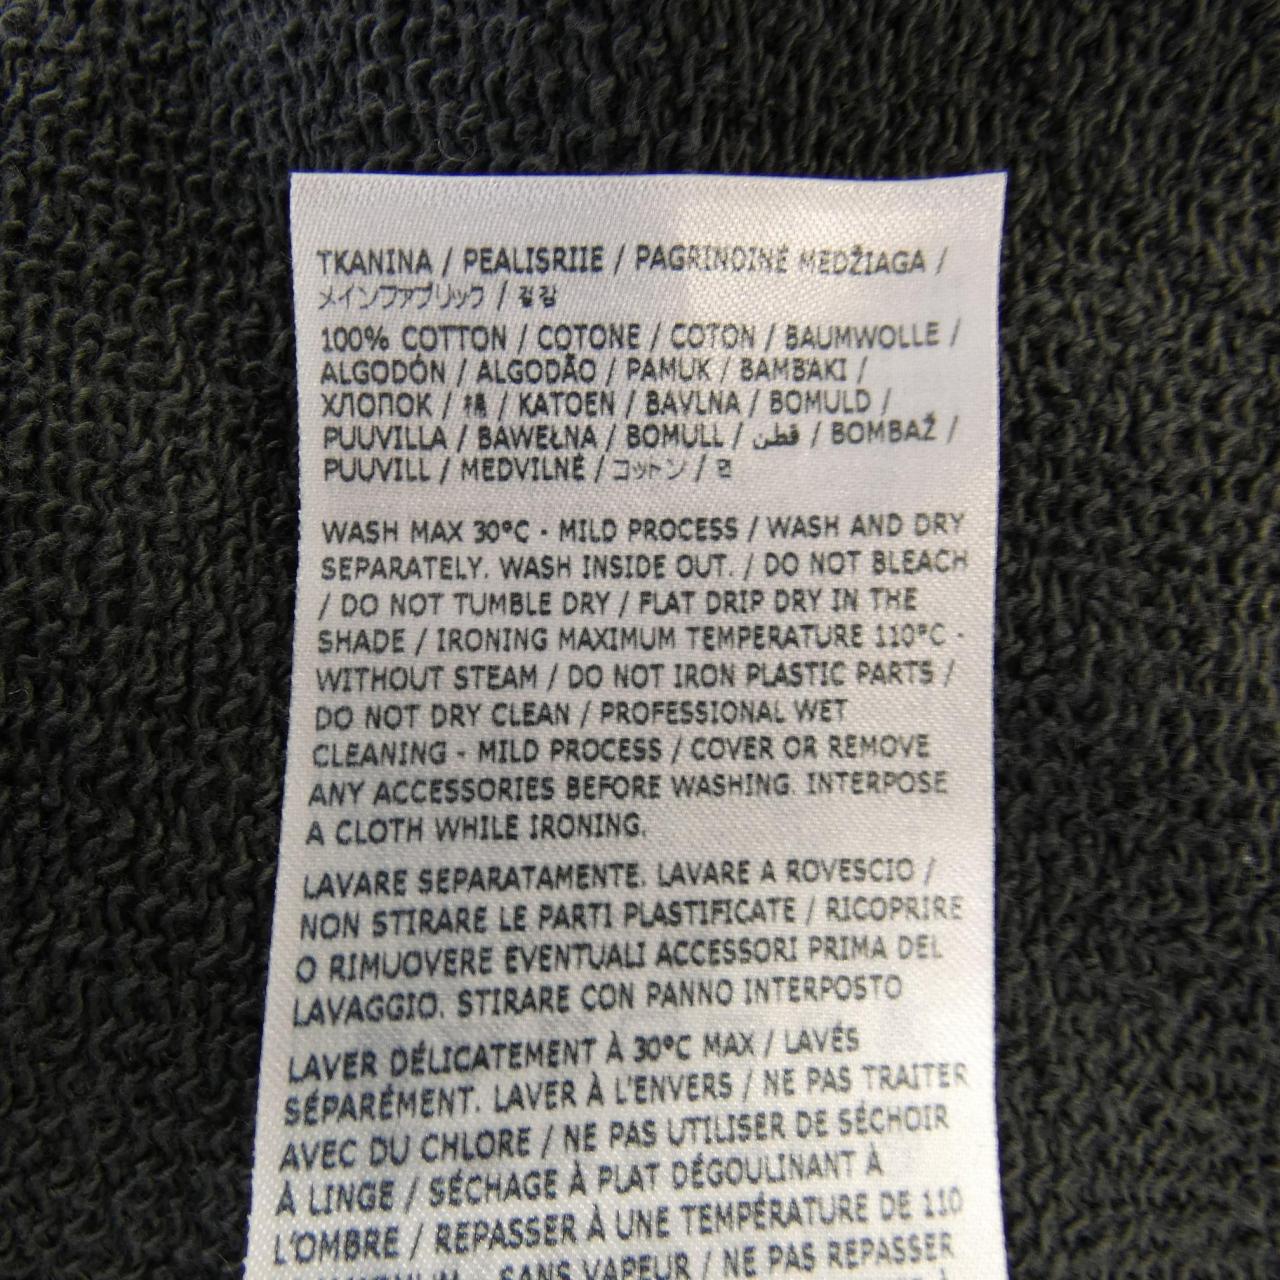 TKANINA / PEALISRIIE / PAGRINDINĖ MEDŽIAGA /
メインファブリック / 겉감
100% COTTON / COTONE / COTON / BAUMWOLLE /
ALGODÓN / ALGODÃO / PAMUK / BAMBAKI /
ХЛОПОК / 棉 / KATOEN / BAVLNA / BOMULD /
PUUVILLA / BAWEŁNA / BOMULL / قطن / BOMBAŽ /
PUUVILL / MEDVILNĖ / コットン / 면
WASH MAX 30°C - MILD PROCESS / WASH AND DRY
SEPARATELY. WASH INSIDE OUT. / DO NOT BLEACH
/ DO NOT TUMBLE DRY / FLAT DRIP DRY IN THE
SHADE / IRONING MAXIMUM TEMPERATURE 110°C -
WITHOUT STEAM / DO NOT IRON PLASTIC PARTS /
DO NOT DRY CLEAN / PROFESSIONAL WET
CLEANING - MILD PROCESS / COVER OR REMOVE
ANY ACCESSORIES BEFORE WASHING. INTERPOSE
A CLOTH WHILE IRONING.
LAVARE SEPARATAMENTE. LAVARE A ROVESCIO /
NON STIRARE LE PARTI PLASTIFICATE / RICOPRIRE
O RIMUOVERE EVENTUALI ACCESSORI PRIMA DEL
LAVAGGIO. STIRARE CON PANNO INTERPOSTO
LAVER DÉLICATEMENT À 30°C MAX / LAVÉS
SÉPARÉMENT. LAVER À L'ENVERS / NE PAS TRAITER
AVEC DU CHLORE / NE PAS UTILISER DE SÉCHOIR
À LINGE / SÉCHAGE À PLAT DÉGOULINANT À
L'OMBRE / REPASSER À UNE TEMPÉRATURE DE 110
SANS VAPEUR / NE PAS REPASSER